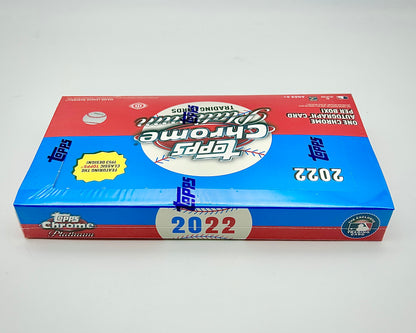 TRADING CARDS
Platinum
Chrome
topps
ONE CHROME
AUTOGRAPH CARD
PER BOX!
FEATURING THE
CLASSIC TOPPS
1953 DESIGN!
topps
topps
topps
2022
topps
Chrome
Platinum
2022